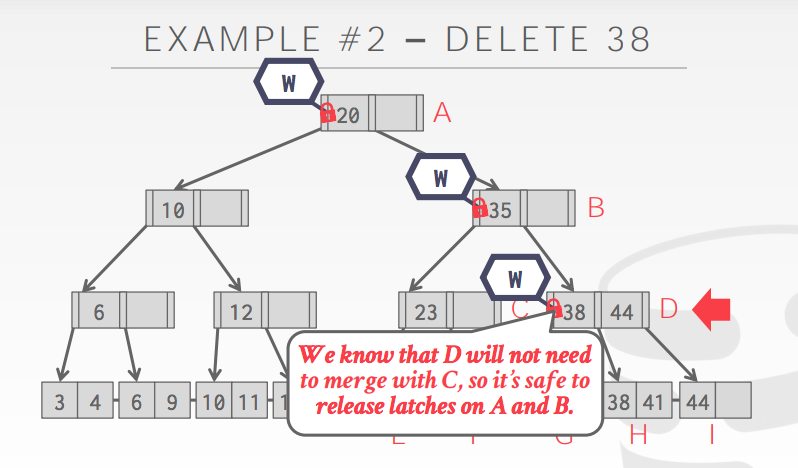 EXAMPLE #2 – DELETE 38
W
20 A
W
10 35 B
W
6 12 23 C 38 44 D
We know that D will not need
to merge with C, so it's safe to
release latches on A and B.
3 4 6 9 10 11 38 41 44
H I